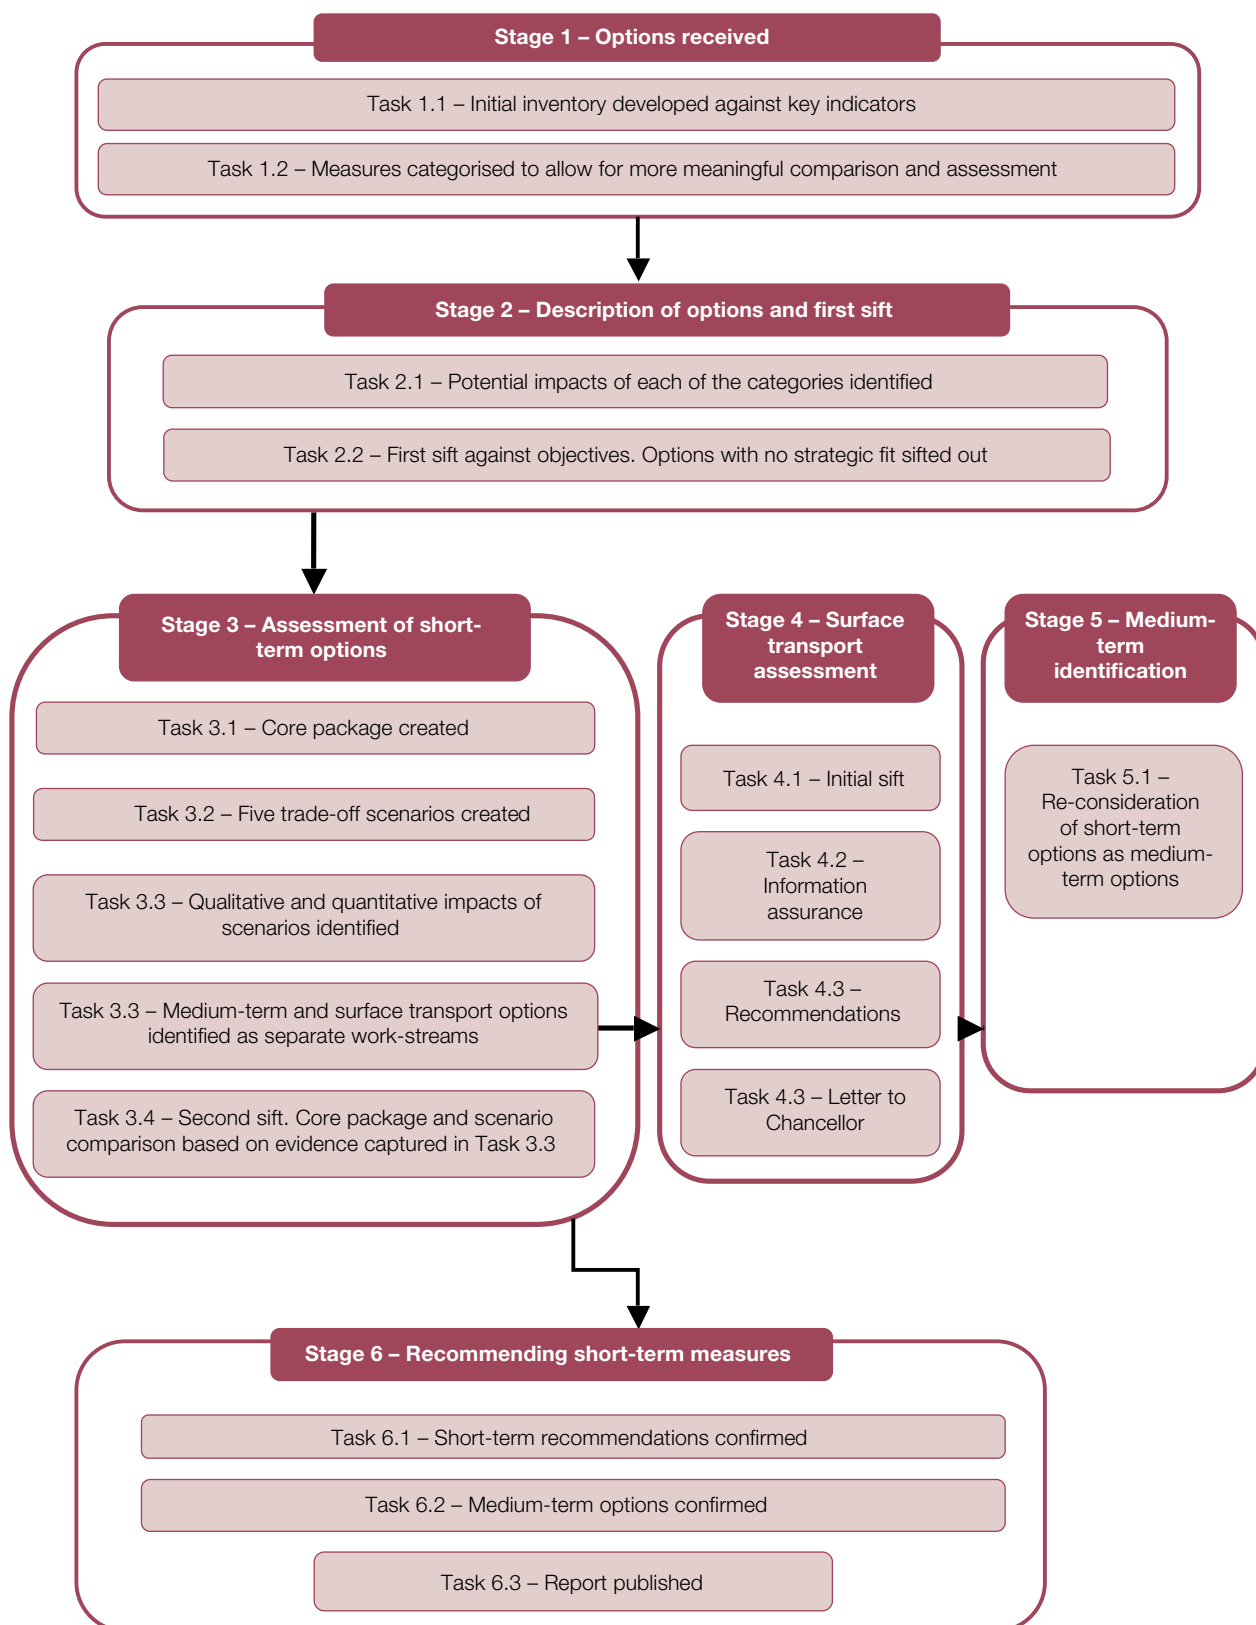 Stage 1 – Options received
Task 1.1 – Initial inventory developed against key indicators
Task 1.2 – Measures categorised to allow for more meaningful comparison and assessment
Stage 2 – Description of options and first sift
Task 2.1 – Potential impacts of each of the categories identified
Task 2.2 – First sift against objectives. Options with no strategic fit sifted out
Stage 3 – Assessment of short-
term options
Task 3.1 – Core package created
Task 3.2 – Five trade-off scenarios created
Task 3.3 – Qualitative and quantitative impacts of
scenarios identified
Task 3.3 – Medium-term and surface transport options
identified as separate work-streams
Task 3.4 – Second sift. Core package and scenario
comparison based on evidence captured in Task 3.3
Stage 4 – Surface
transport
assessment
Task 4.1 – Initial sift
Task 4.2 –
Information
assurance
Task 4.3 –
Recommendations
Task 4.3 – Letter to
Chancellor
Stage 5 – Medium-
term
identification
Task 5.1 –
Re-consideration
of short-term
options as medium-
term options
Stage 6 – Recommending short-term measures
Task 6.1 – Short-term recommendations confirmed
Task 6.2 – Medium-term options confirmed
Task 6.3 – Report published